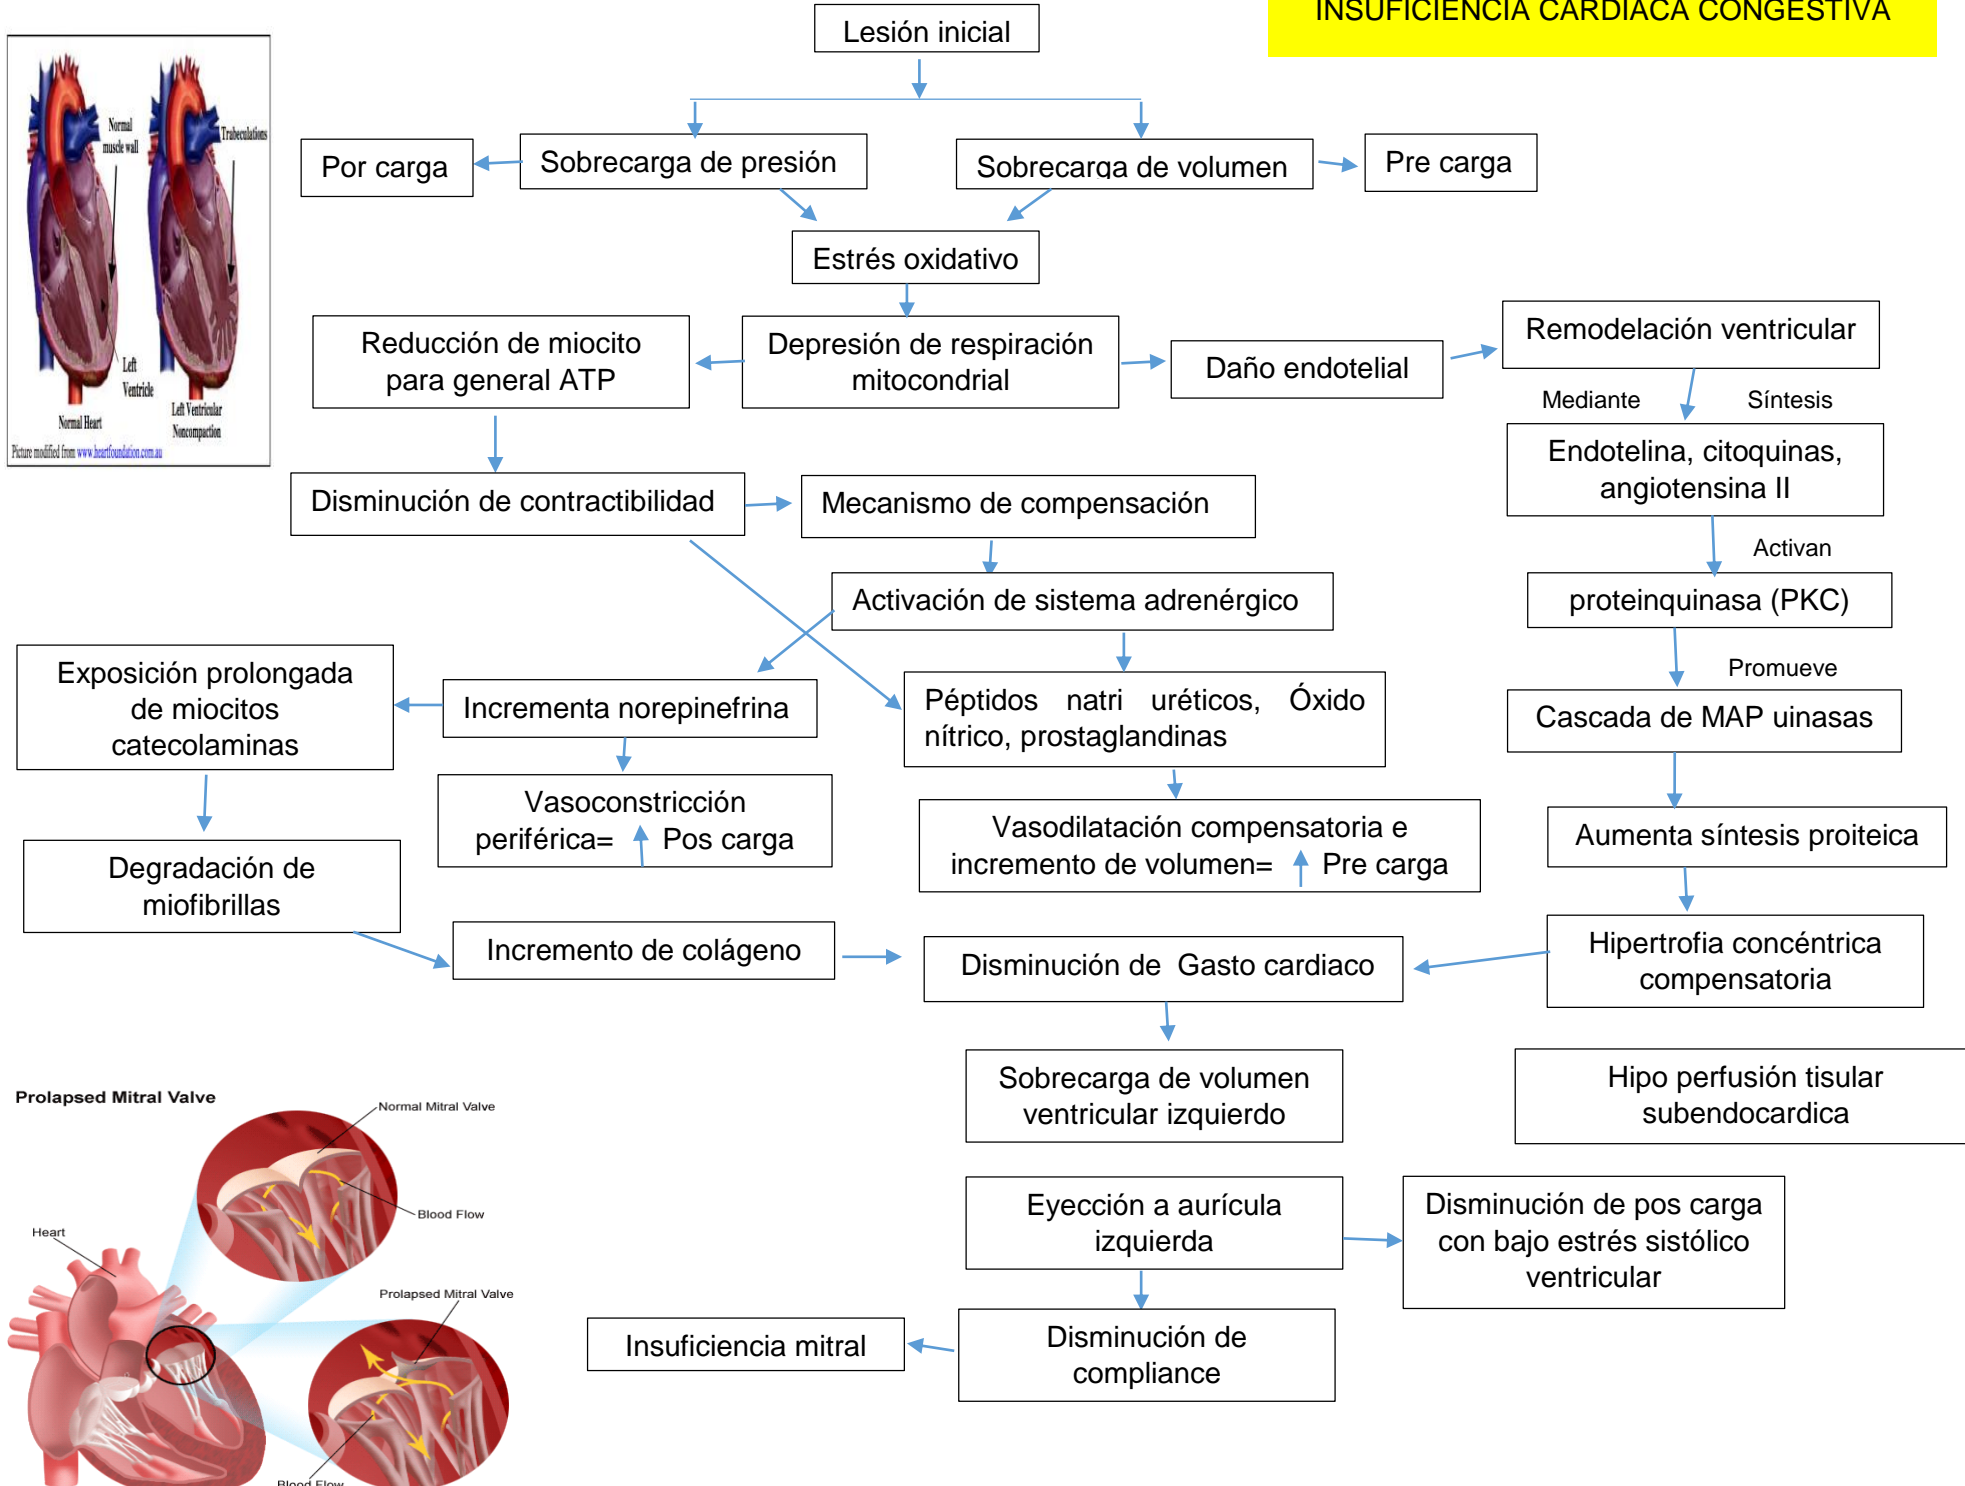 INSUFICIENCIA CARDIACA CONGESTIVA
Lesión inicial
Normal
muscle wall
Trabeculations
Left
Ventricle
Normal Heart
Left Ventricular
Noncompaction
Picture modified from www.heartfoundation.com.au
Por carga
Sobrecarga de presión
Sobrecarga de volumen
Pre carga
Estrés oxidativo
Reducción de miocito
para general ATP
Depresión de respiración
mitocondrial
Daño endotelial
Remodelación ventricular
Mediante
Síntesis
Endotelina, citoquinas,
angiotensina II
Disminución de contractibilidad
Mecanismo de compensación
Activan
Activación de sistema adrenérgico
proteinquinasa (PKC)
Promueve
Exposición prolongada
de miocitos
catecolaminas
Incrementa norepinefrina
Péptidos natri uréticos, Óxido
nítrico, prostaglandinas
Cascada de MAP uinasas
Vasoconstricción
periférica= Pos carga
Vasodilatación compensatoria e
incremento de volumen= Pre carga
Aumenta síntesis proiteica
Degradación de
miofibrillas
Incremento de colágeno
Disminución de Gasto cardiaco
Hipertrofia concéntrica
compensatoria
Sobrecarga de volumen
ventricular izquierdo
Hipo perfusión tisular
subendocardica
Eyección a aurícula
izquierda
Disminución de pos carga
con bajo estrés sistólico
ventricular
Insuficiencia mitral
Disminución de
compliance
Prolapsed Mitral Valve
Normal Mitral Valve
Blood Flow
Heart
Prolapsed Mitral Valve
Blood Flow